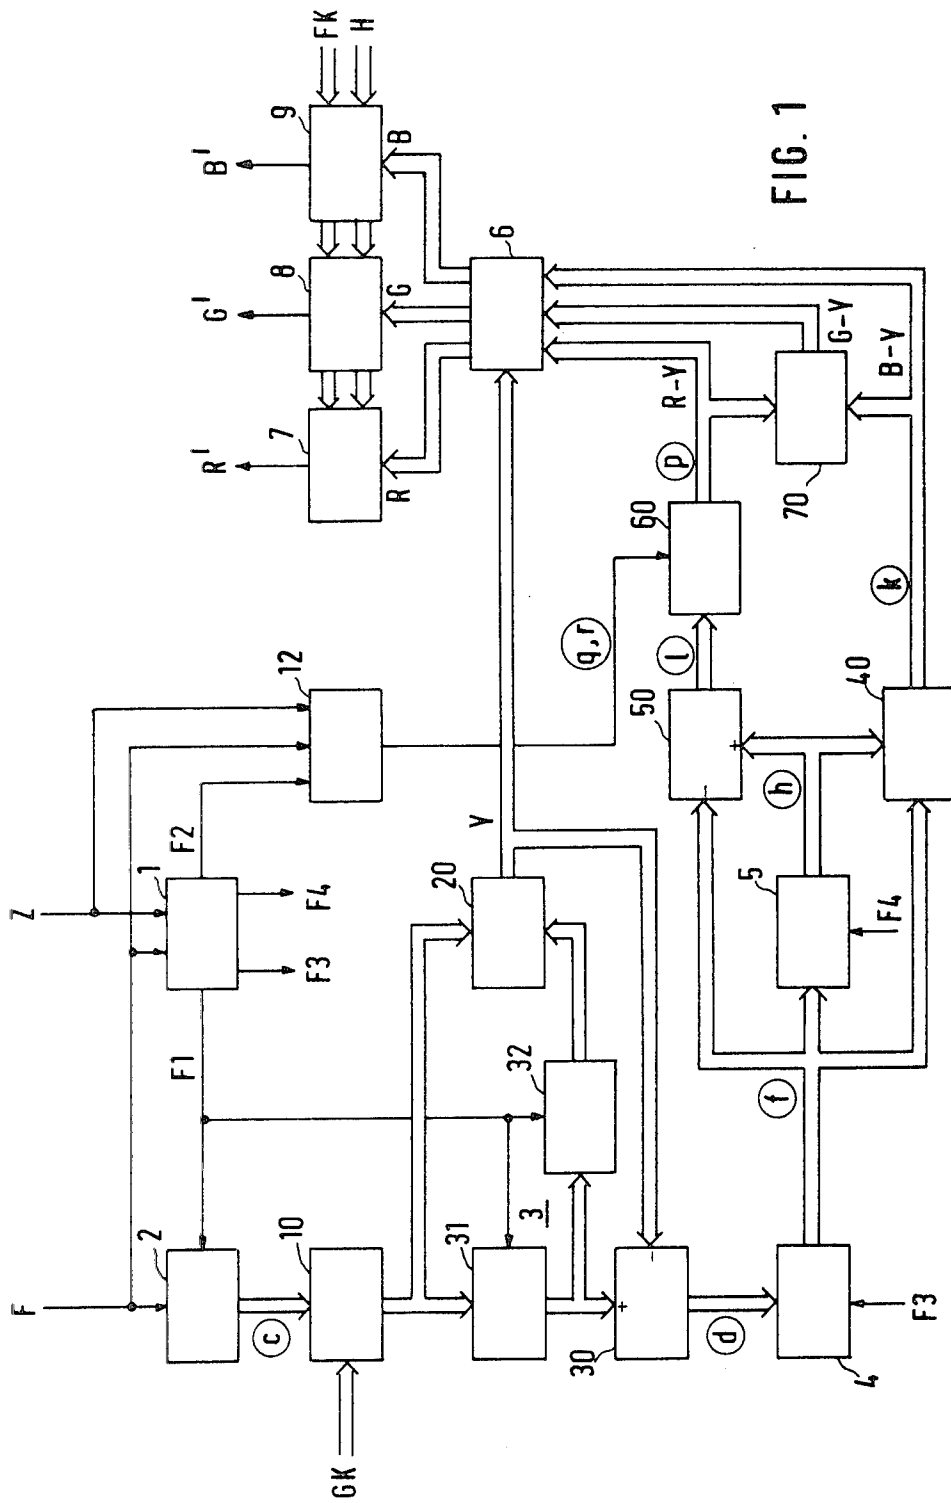 F
Z
2
F1
1
F2
F3
F4
12
R'
G'
B'
7
8
9
FK
H
R
G
B
c
GK
10
31
3
32
20
Y
q,r
6
30
+
−
d
4
F3
f
5
F4
h
50
−
+
l
60
p
R-Y
70
G-Y
B-Y
40
k
FIG. 1